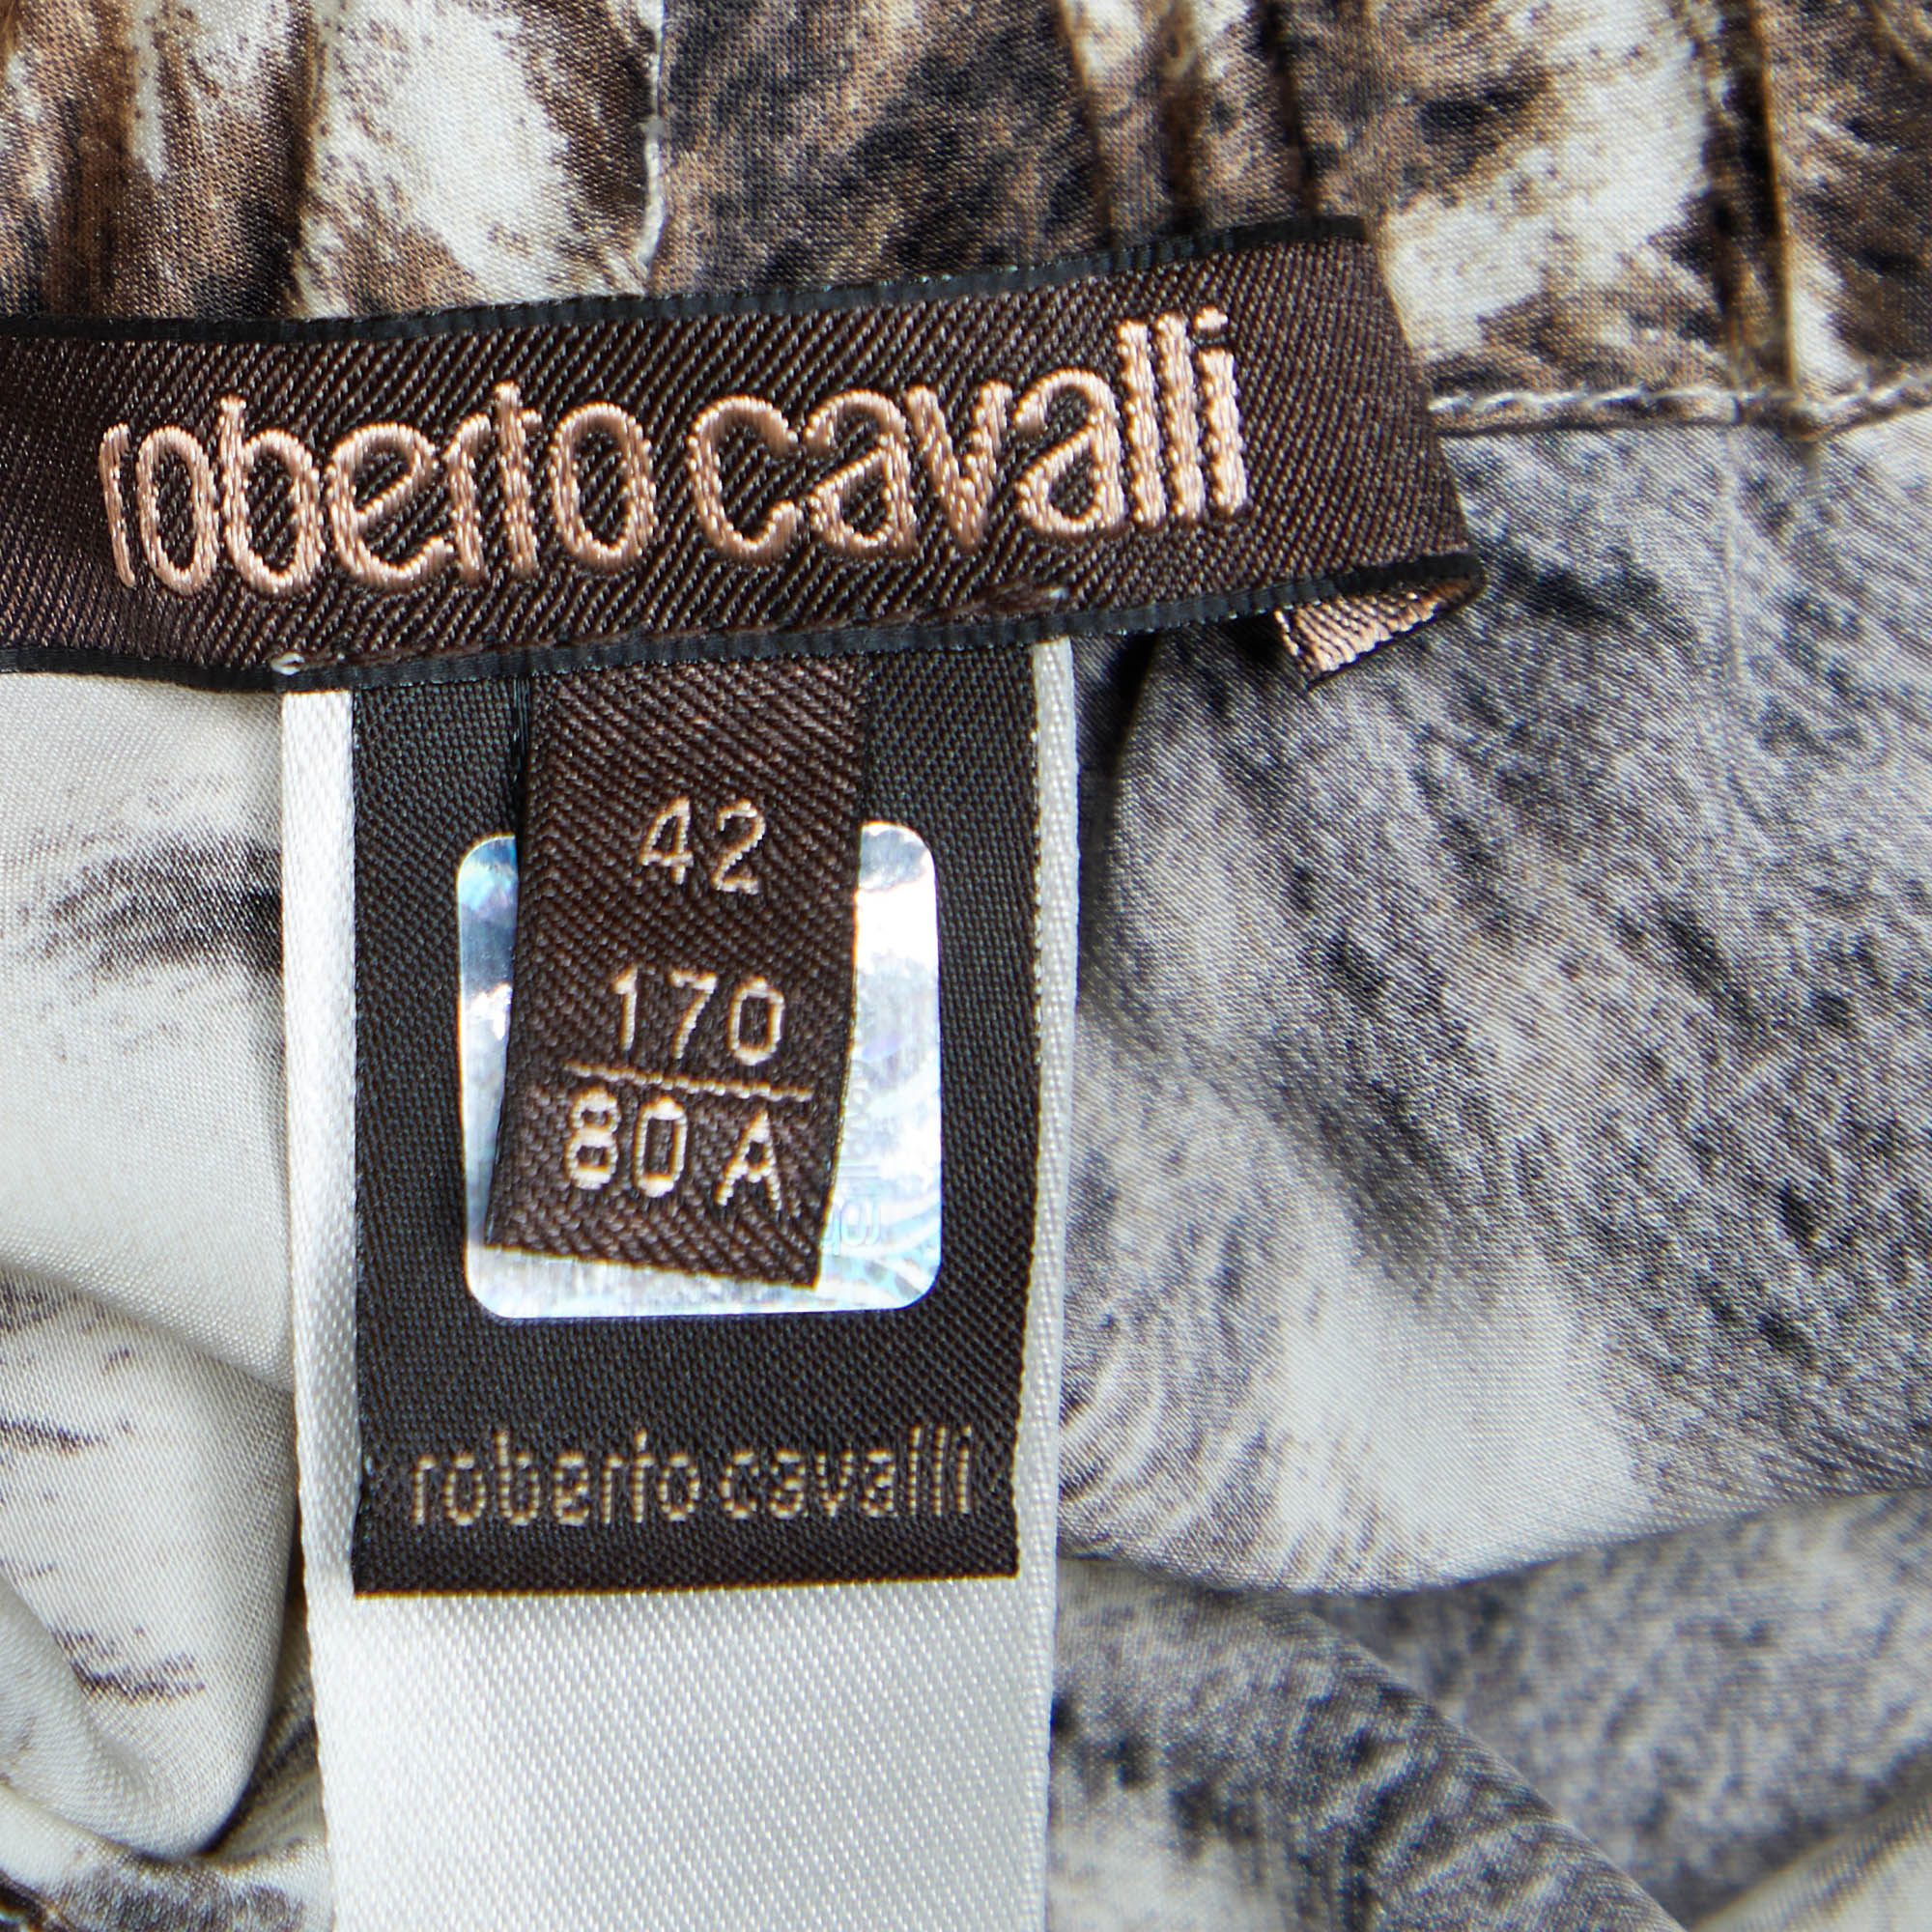 roberto cavalli
42
170
80 A
roberto cavalli